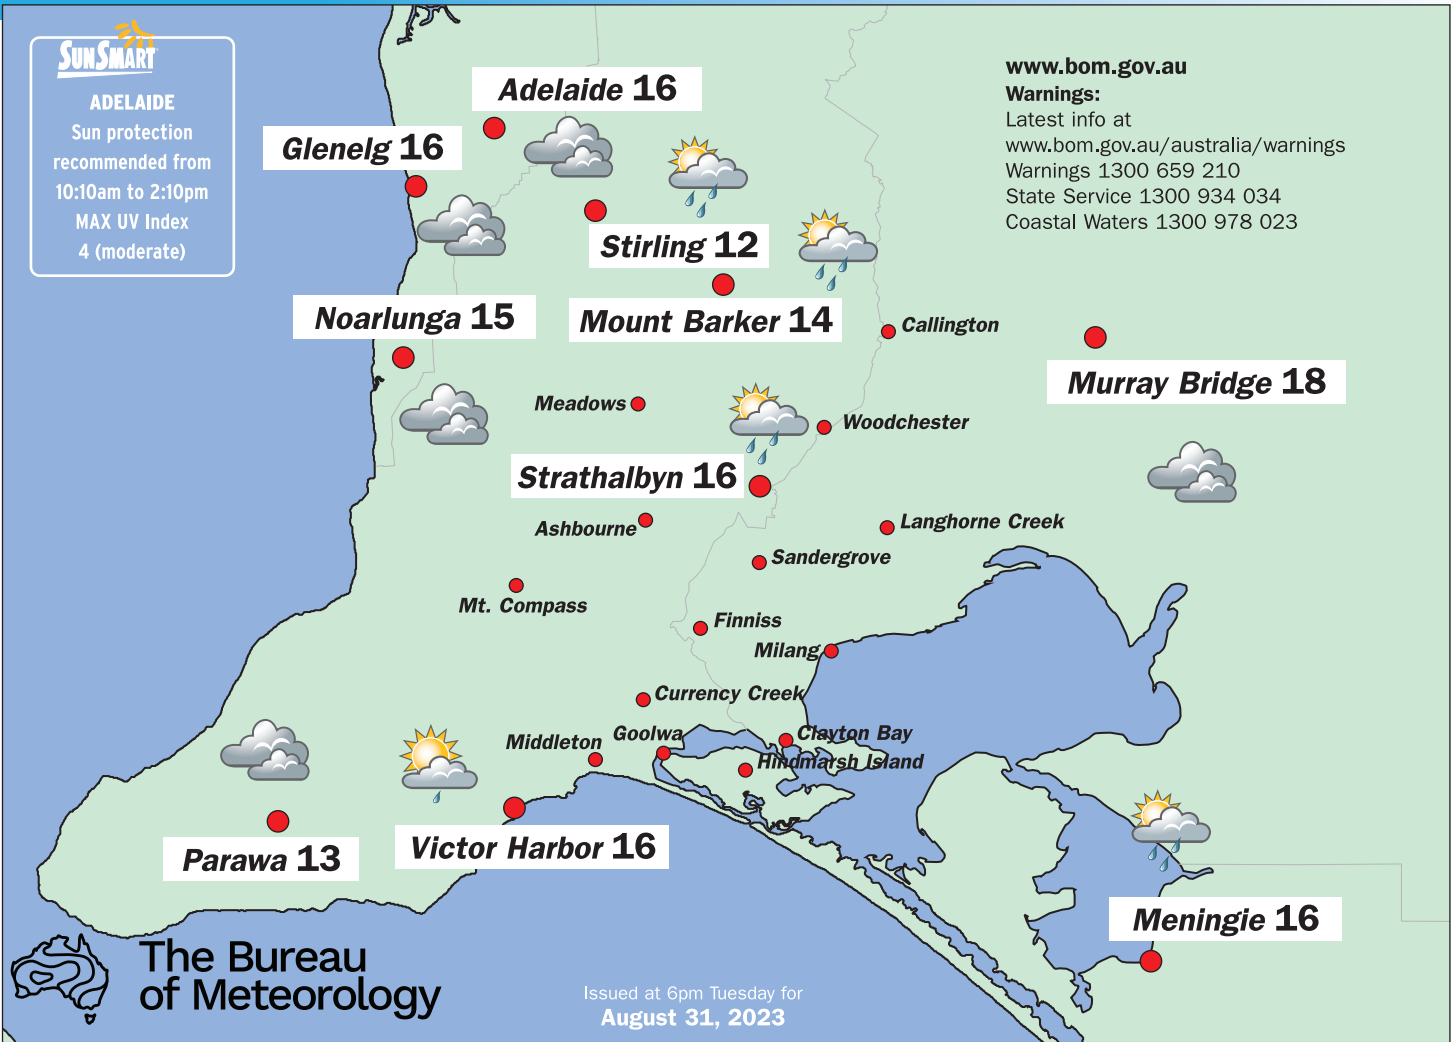 SUNSMART
ADELAIDE
Sun protection
recommended from
10:10am to 2:10pm
MAX UV Index
4 (moderate)
www.bom.gov.au
Warnings:
Latest info at
www.bom.gov.au/australia/warnings
Warnings 1300 659 210
State Service 1300 934 034
Coastal Waters 1300 978 023
Adelaide 16
Glenelg 16
Stirling 12
Noarlunga 15
Mount Barker 14
Callington
Murray Bridge 18
Meadows
Woodchester
Strathalbyn 16
Ashbourne
Langhorne Creek
Sandergrove
Mt. Compass
Finniss
Milang
Currency Creek
Middleton
Goolwa
Clayton Bay
Hindmarsh Island
Parawa 13
Victor Harbor 16
Meningie 16
The Bureau
of Meteorology
Issued at 6pm Tuesday for
August 31, 2023